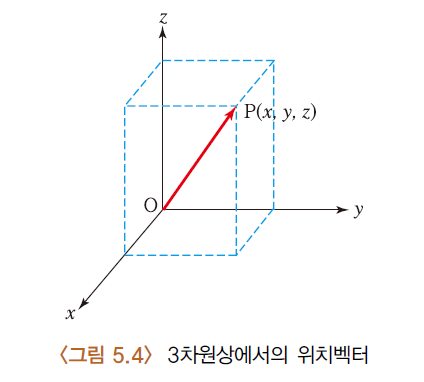 z
P(x, y, z)
O
y
x
〈그림 5.4〉 3차원상에서의 위치벡터